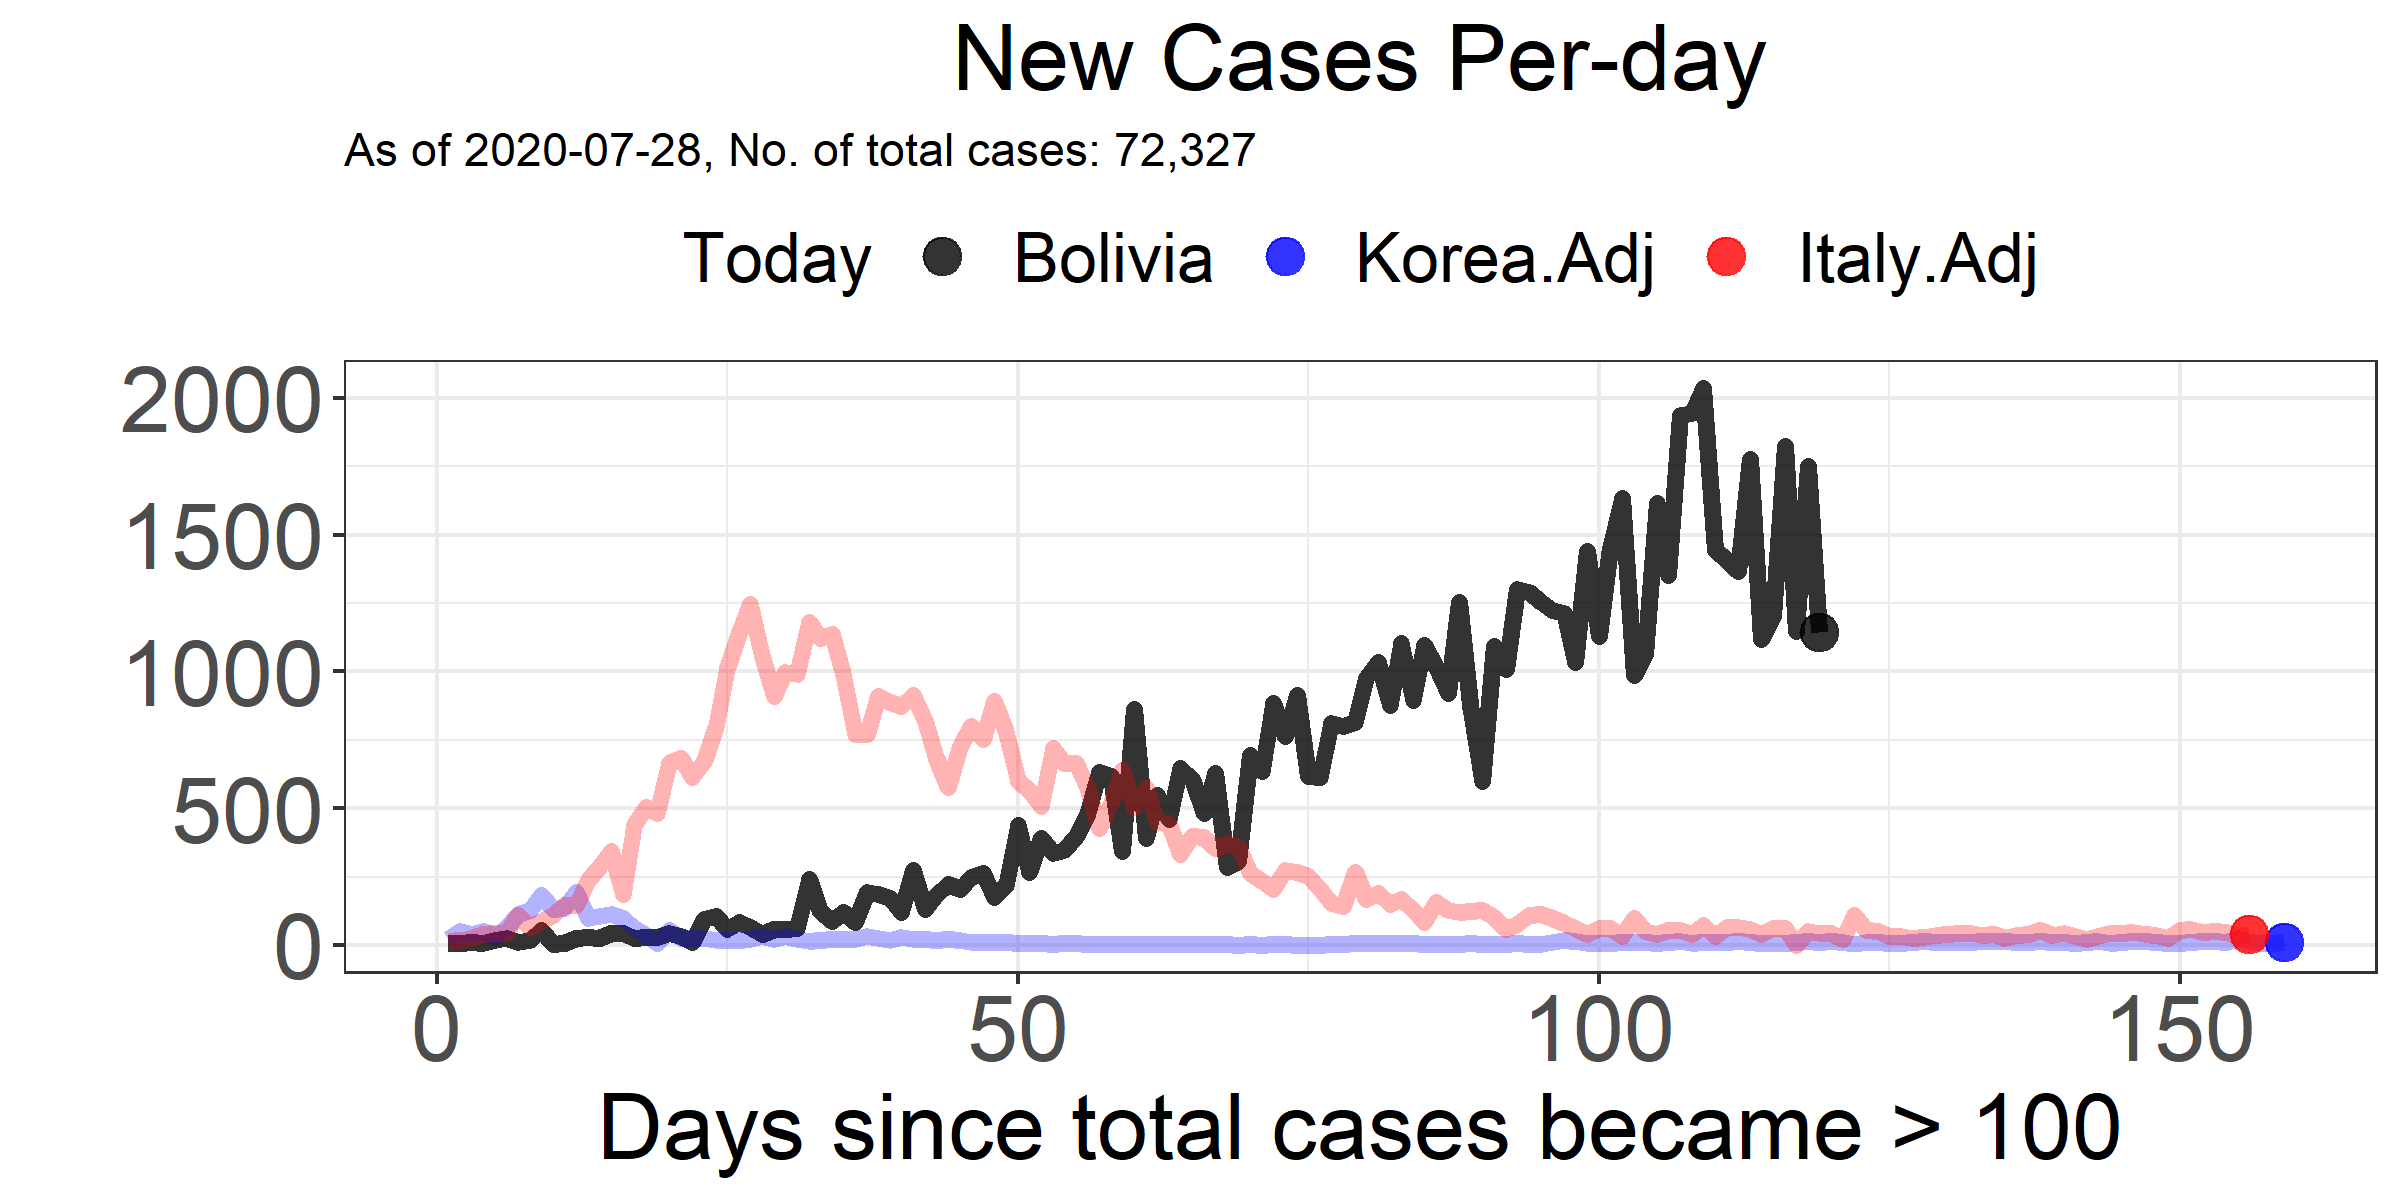 New Cases Per-day
As of 2020-07-28, No. of total cases: 72,327
Today Bolivia Korea.Adj Italy.Adj
2000
1500
1000
500
0
0 50 100 150
Days since total cases became > 100